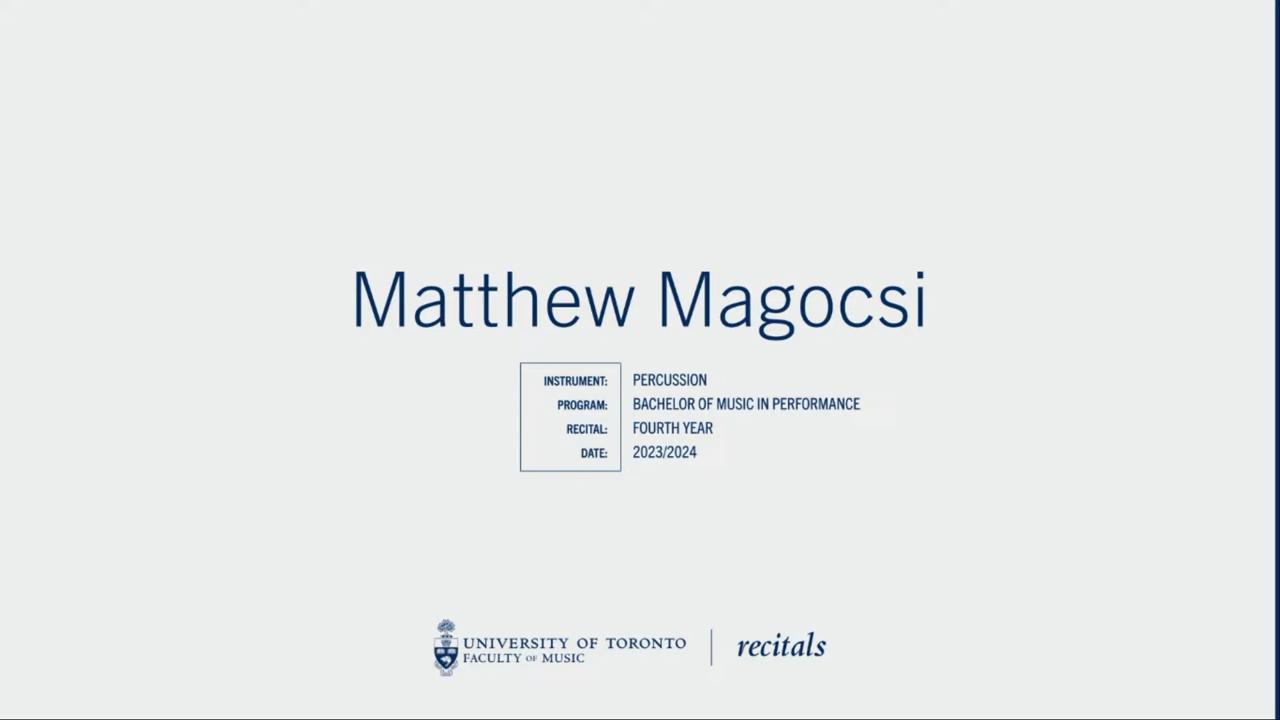 Matthew Magocsi
INSTRUMENT: PERCUSSION
PROGRAM: BACHELOR OF MUSIC IN PERFORMANCE
RECITAL: FOURTH YEAR
DATE: 2023/2024
UNIVERSITY OF TORONTO
FACULTY OF MUSIC
recitals